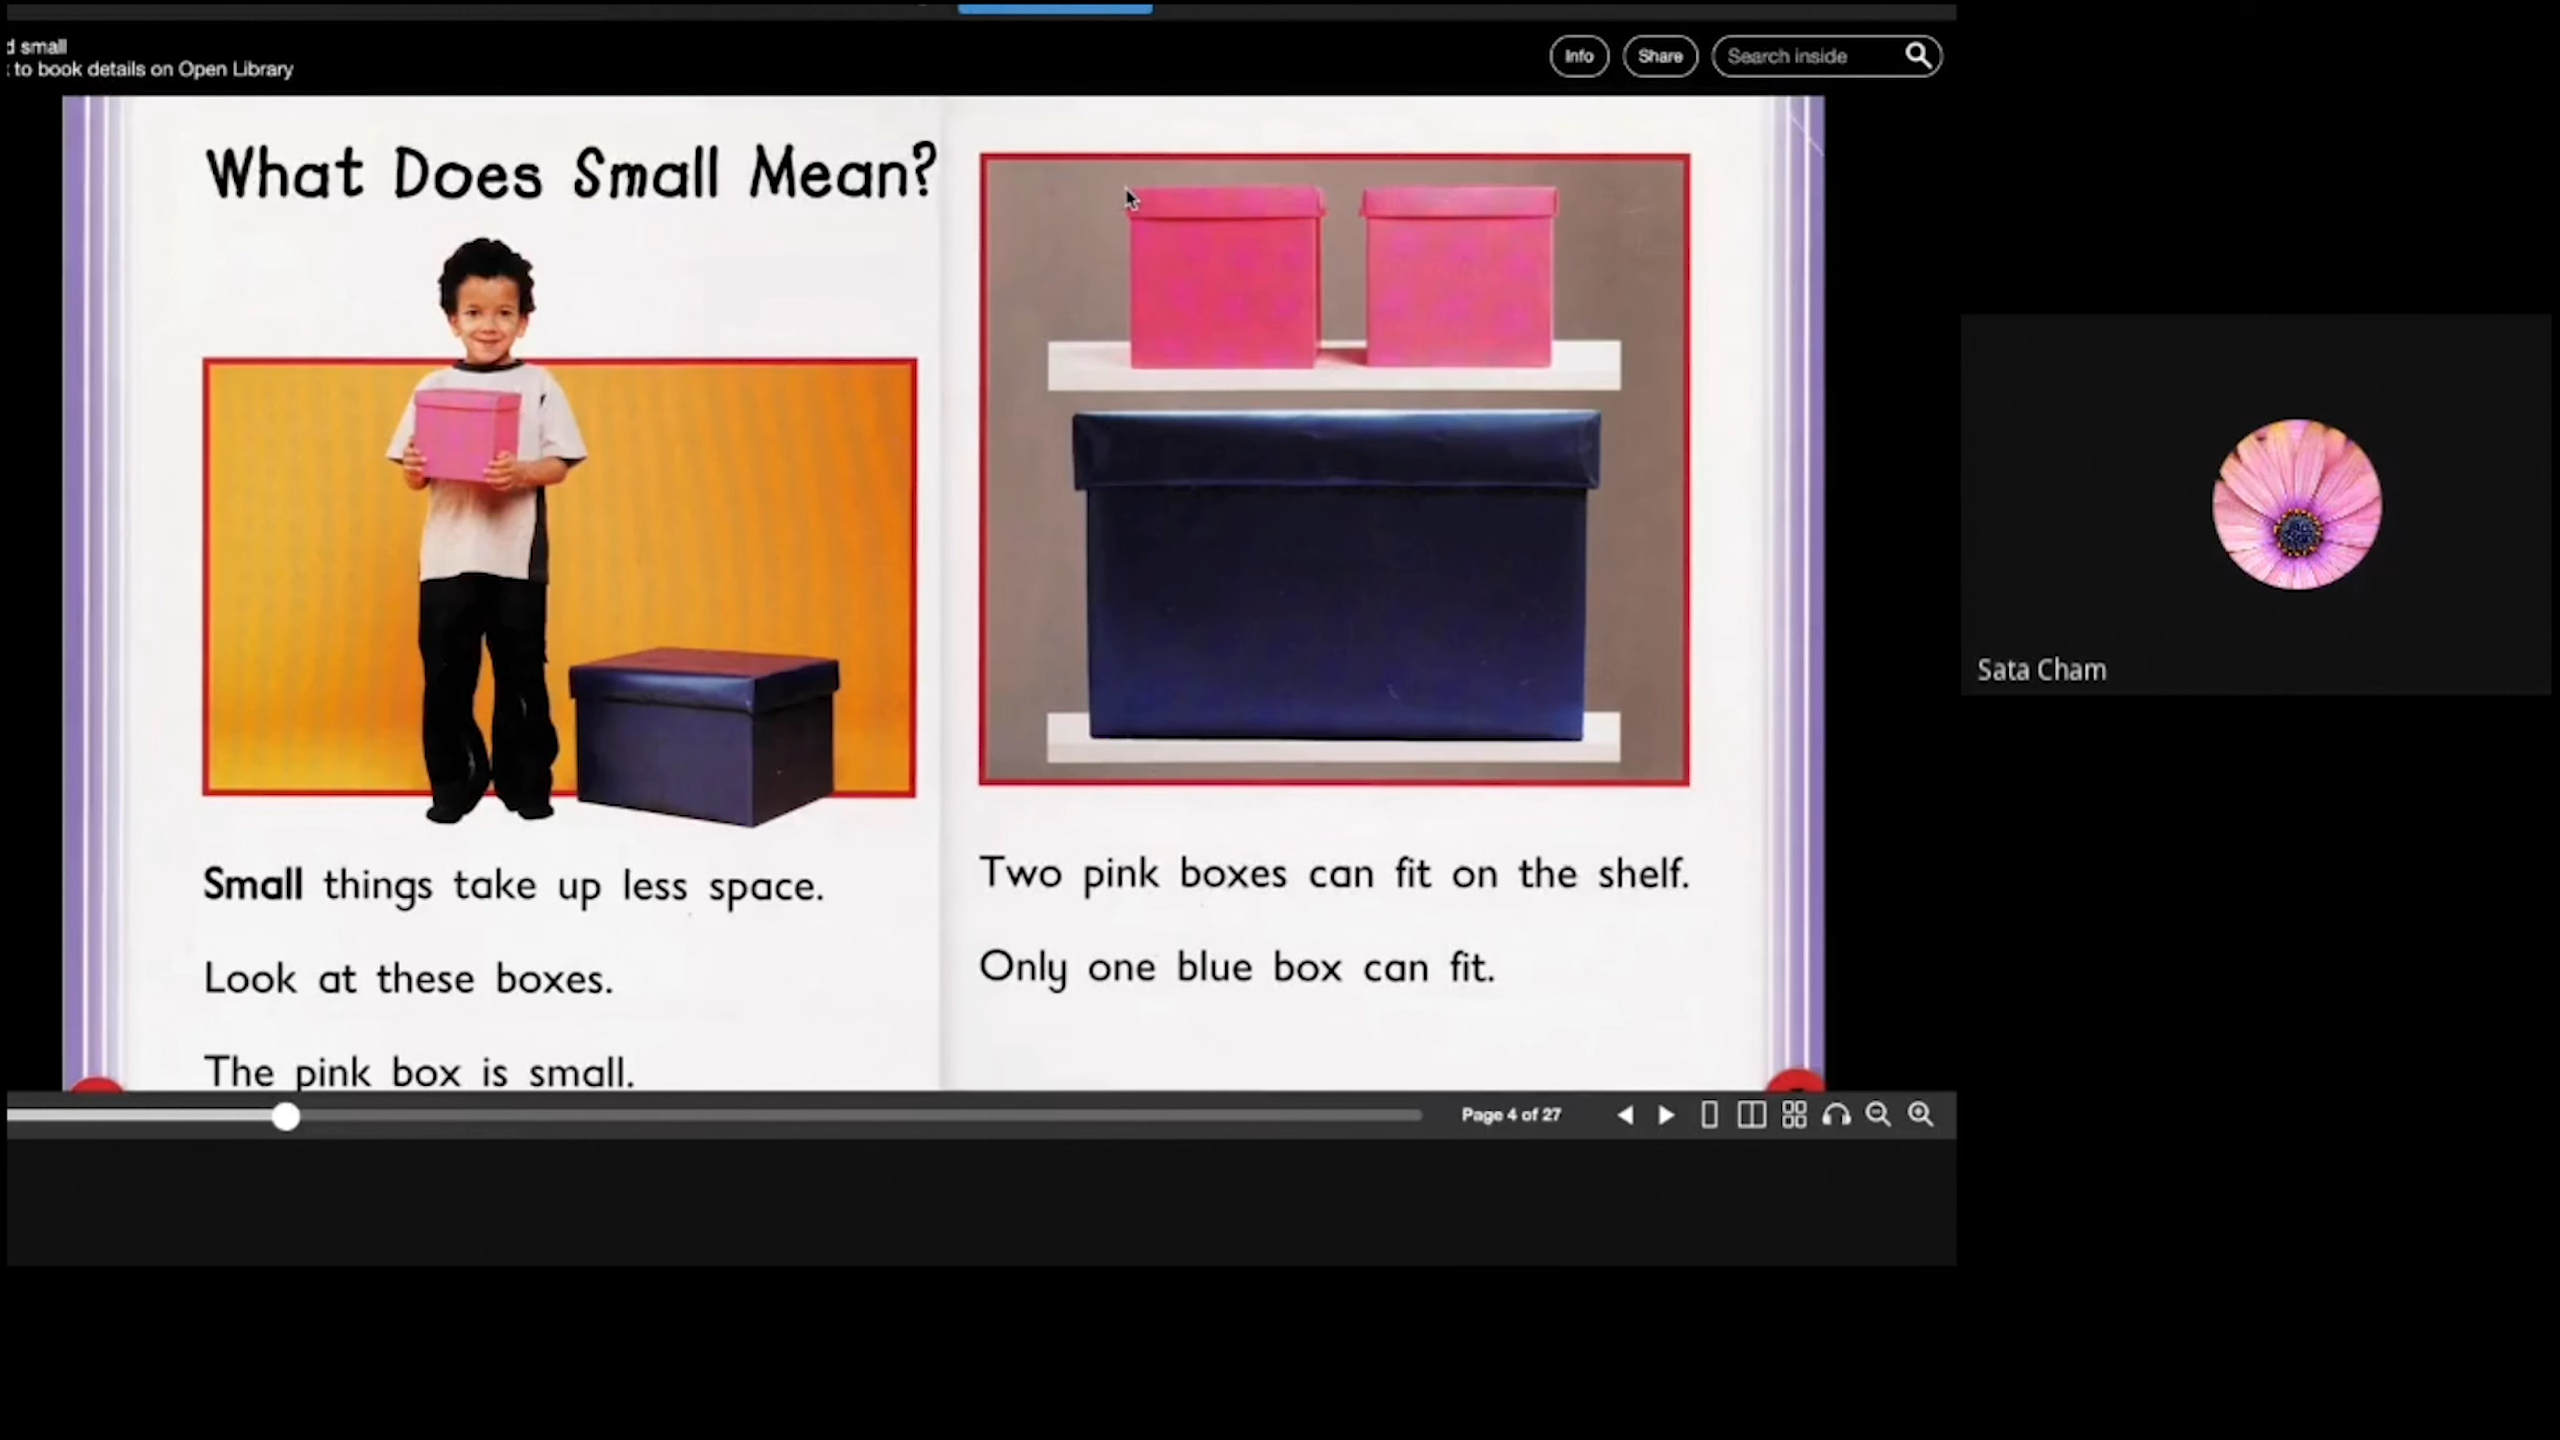 d small
to book details on Open Library
Info
Share
Search inside
What Does Small Mean?
Small things take up less space.
Look at these boxes.
The pink box is small.
Two pink boxes can fit on the shelf.
Only one blue box can fit.
Page 4 of 27
Sata Cham